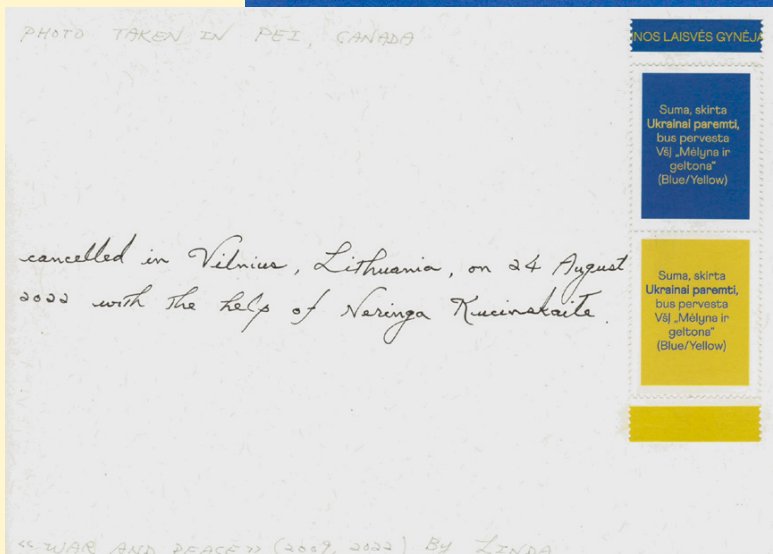 PHOTO TAKEN IN PEI, CANADA
NOS LAISVĖS GYNĖJA
Suma, skirta
Ukrainai paremti,
bus pervesta
VšĮ „Mėlyna ir
geltona“
(Blue/Yellow)
cancelled in Vilnius, Lithuania, on 24 August
2022 with the help of Neringa Kucinskaite.
Suma, skirta
Ukrainai paremti,
bus pervesta
VšĮ „Mėlyna ir
geltona“
(Blue/Yellow)
«WAR AND PEACE» (2009, 2022) BY LINDA